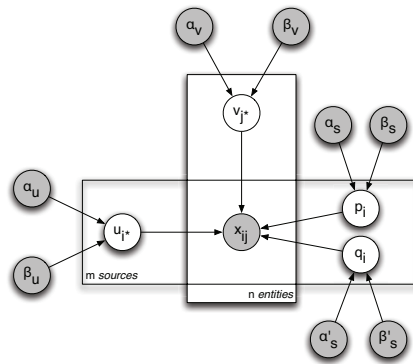 α_v β_v
v_j*
α_s β_s
α_u
p_i
u_i* x_ij
q_i
β_u
m sources
n entities
α'_s β'_s